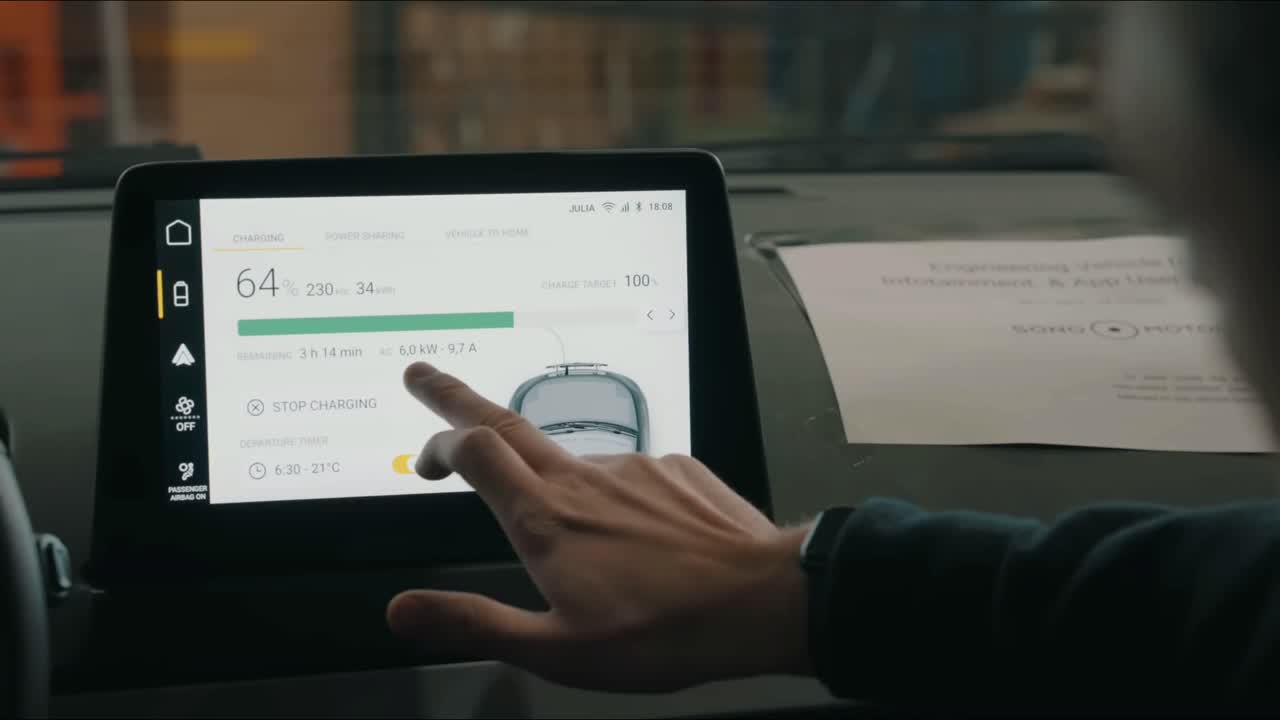 JULIA 18:08
CHARGING POWER SHARING VEHICLE TO HOME
64% 230 km 34 kWh CHARGE TARGET 100%
REMAINING 3 h 14 min AC 6,0 kW - 9,7 A
STOP CHARGING
OFF
DEPARTURE TIMER
6:30 - 21°C
PASSENGER
AIRBAG ON
Engineering Vehicle
Infotainment & App User
SONO MOTO